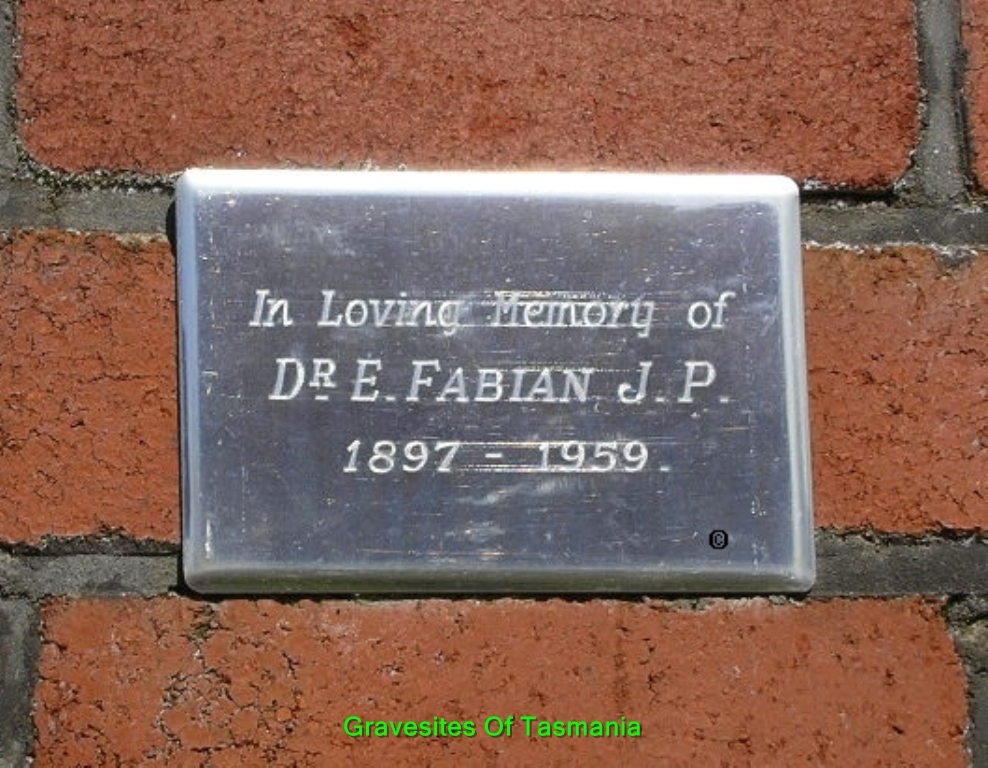 In Loving Memory of
DR E. FABIAN J.P.
1897 - 1959.
©
Gravesites Of Tasmania